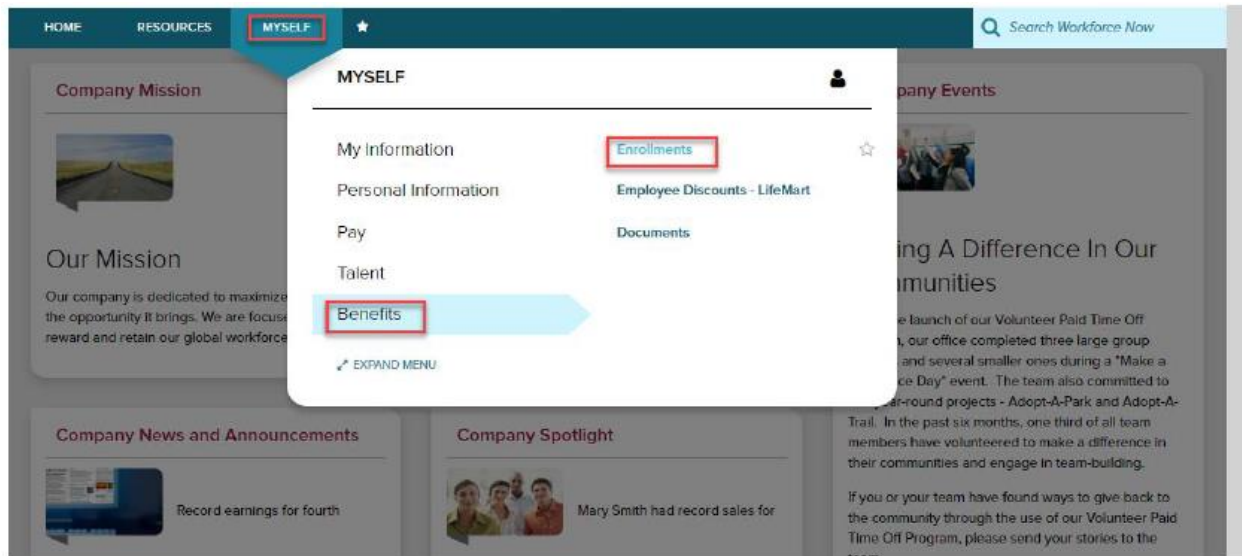 HOME RESOURCES MYSELF
Search Workforce Now
MYSELF
My Information
Personal Information
Pay
Talent
Benefits
EXPAND MENU
Enrollments
Employee Discounts - LifeMart
Documents
Company Mission
Our Mission
Our company is dedicated to maximize
the opportunity it brings. We are
reward and retain our global workforce
Events
A Difference In Our
launch of our Volunteer Paid Time Off
our office completed three large group
and several smaller ones during a "Make a
Day" event. The team also committed to
projects - Adopt-A-Park and Adopt-A-
Trail. In the past six months, one third of all team
members have volunteered to make a difference in
their communities and engage in team-building.
If you or your team have found ways to give back to
the community through the use of our Volunteer Paid
Time Off Program, please send your stories to the
Company News and Announcements
Record earnings for fourth
Company Spotlight
Mary Smith had record sales for